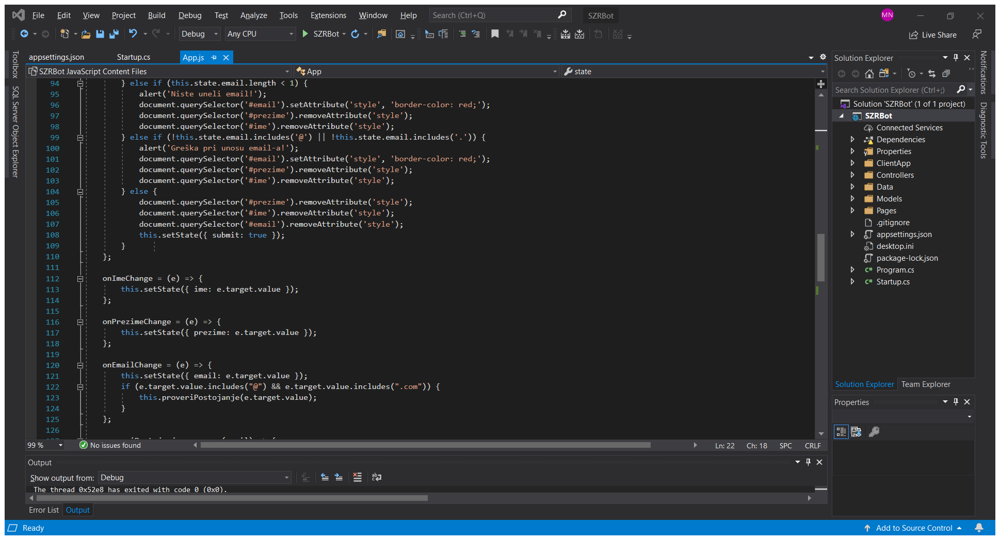 File Edit View Project Build Debug Test Analyze Tools Extensions Window Help Search (Ctrl+Q) SZRBot MN
Debug Any CPU SZRBot Live Share
Toolbox
SQL Server Object Explorer
appsettings.json Startup.cs App.js
SZRBot JavaScript Content Files App state
94 } else if (this.state.email.length < 1) {
95 alert('Niste uneli email!');
96 document.querySelector('#email').setAttribute('style', 'border-color: red;');
97 document.querySelector('#prezime').removeAttribute('style');
98 document.querySelector('#ime').removeAttribute('style');
99 } else if (!this.state.email.includes('@') || !this.state.email.includes('.')) {
100 alert('Greška pri unosu email-a!');
101 document.querySelector('#email').setAttribute('style', 'border-color: red;');
102 document.querySelector('#prezime').removeAttribute('style');
103 document.querySelector('#ime').removeAttribute('style');
104 } else {
105 document.querySelector('#prezime').removeAttribute('style');
106 document.querySelector('#ime').removeAttribute('style');
107 document.querySelector('#email').removeAttribute('style');
108 this.setState({ submit: true });
109 }
110 };
111
112 onImeChange = (e) => {
113 this.setState({ ime: e.target.value });
114 };
115
116 onPrezimeChange = (e) => {
117 this.setState({ prezime: e.target.value });
118 };
119
120 onEmailChange = (e) => {
121 this.setState({ email: e.target.value });
122 if (e.target.value.includes("@") && e.target.value.includes(".com")) {
123 this.proveriPostojanje(e.target.value);
124 }
125 };
126
99 % No issues found Ln: 22 Ch: 18 SPC CRLF
Output
Show output from: Debug
The thread 0x52e8 has exited with code 0 (0x0).
Error List Output
Solution Explorer
Search Solution Explorer (Ctrl+;)
Solution 'SZRBot' (1 of 1 project)
SZRBot
Connected Services
Dependencies
Properties
ClientApp
Controllers
Data
Models
Pages
.gitignore
appsettings.json
desktop.ini
package-lock.json
C# Program.cs
C# Startup.cs
Solution Explorer Team Explorer
Properties
Notifications
Diagnostic Tools
Ready Add to Source Control